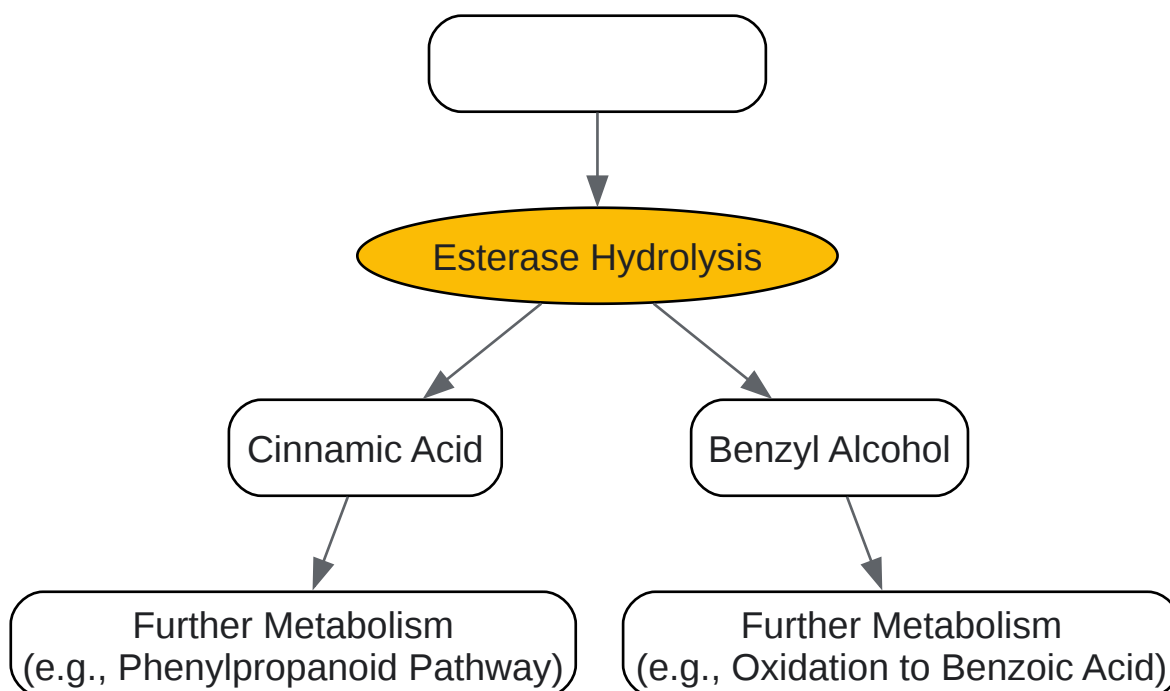 Esterase Hydrolysis
Cinnamic Acid
Benzyl Alcohol
Further Metabolism
(e.g., Phenylpropanoid Pathway)
Further Metabolism
(e.g., Oxidation to Benzoic Acid)